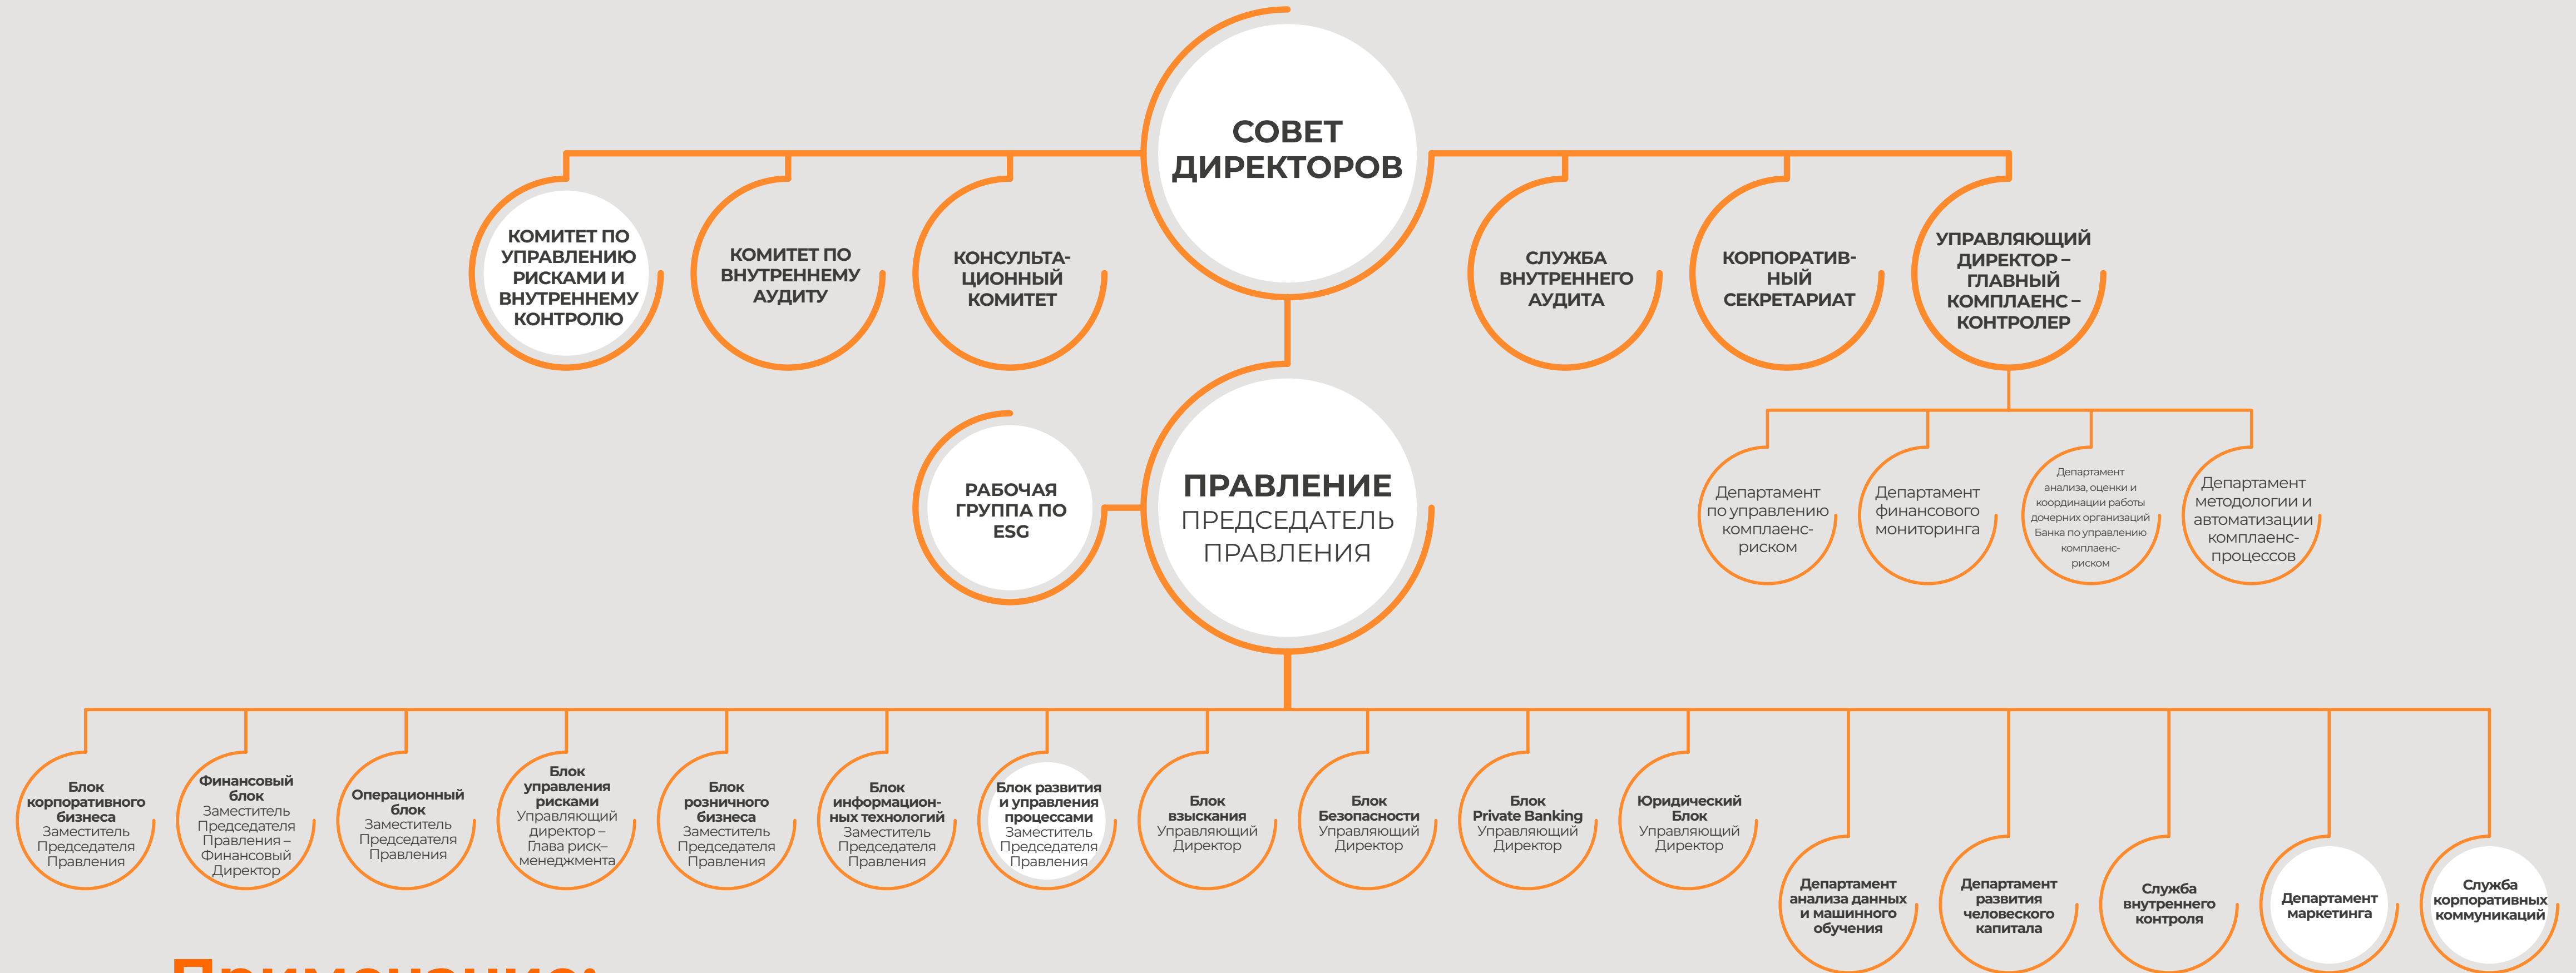 СОВЕТ
ДИРЕКТОРОВ
КОМИТЕТ ПО
УПРАВЛЕНИЮ
РИСКАМИ И
ВНУТРЕННЕМУ
КОНТРОЛЮ
КОМИТЕТ ПО
ВНУТРЕННЕМУ
АУДИТУ
КОНСУЛЬТА-
ЦИОННЫЙ
КОМИТЕТ
СЛУЖБА
ВНУТРЕННЕГО
АУДИТА
КОРПОРАТИВ-
НЫЙ
СЕКРЕТАРИАТ
УПРАВЛЯЮЩИЙ
ДИРЕКТОР –
ГЛАВНЫЙ
КОМПЛАЕНС –
КОНТРОЛЕР
РАБОЧАЯ
ГРУППА ПО
ESG
ПРАВЛЕНИЕ
ПРЕДСЕДАТЕЛЬ
ПРАВЛЕНИЯ
Департамент
по управлению
комплаенс-
риском
Департамент
финансового
мониторинга
Департамент
анализа, оценки и
координации работы
дочерних организаций
Банка по управлению
комплаенс-
риском
Департамент
методологии и
автоматизации
комплаенс-
процессов
Блок
корпоративного
бизнеса
Заместитель
Председателя
Правления
Финансовый
блок
Заместитель
Председателя
Правления –
Финансовый
Директор
Операционный
блок
Заместитель
Председателя
Правления
Блок
управления
рисками
Управляющий
директор –
Глава риск–
менеджмента
Блок
розничного
бизнеса
Заместитель
Председателя
Правления
Блок
информацион-
ных технологий
Заместитель
Председателя
Правления
Блок развития
и управления
процессами
Заместитель
Председателя
Правления
Блок
взыскания
Управляющий
Директор
Блок
Безопасности
Управляющий
Директор
Блок
Private Banking
Управляющий
Директор
Юридический
Блок
Управляющий
Директор
Департамент
анализа данных
и машинного
обучения
Департамент
развития
человеского
капитала
Служба
внутреннего
контроля
Департамент
маркетинга
Служба
корпоративных
коммуникаций
Примечание: